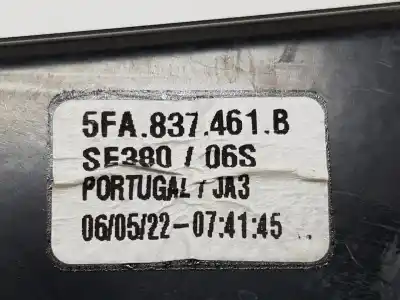 5FA.837.461.B
SE380 / 06S
PORTUGAL / JA3
06/05/22-07:41:45